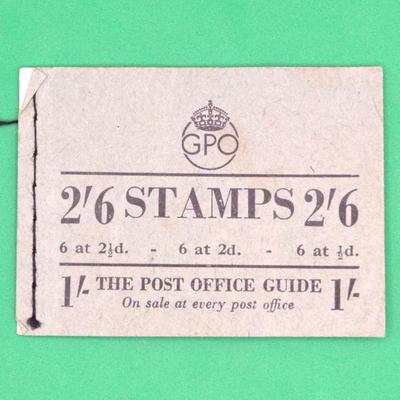 GPO
2/6 STAMPS 2/6
6 at 2½d. - 6 at 2d. - 6 at ½d.
1/- THE POST OFFICE GUIDE 1/-
On sale at every post office